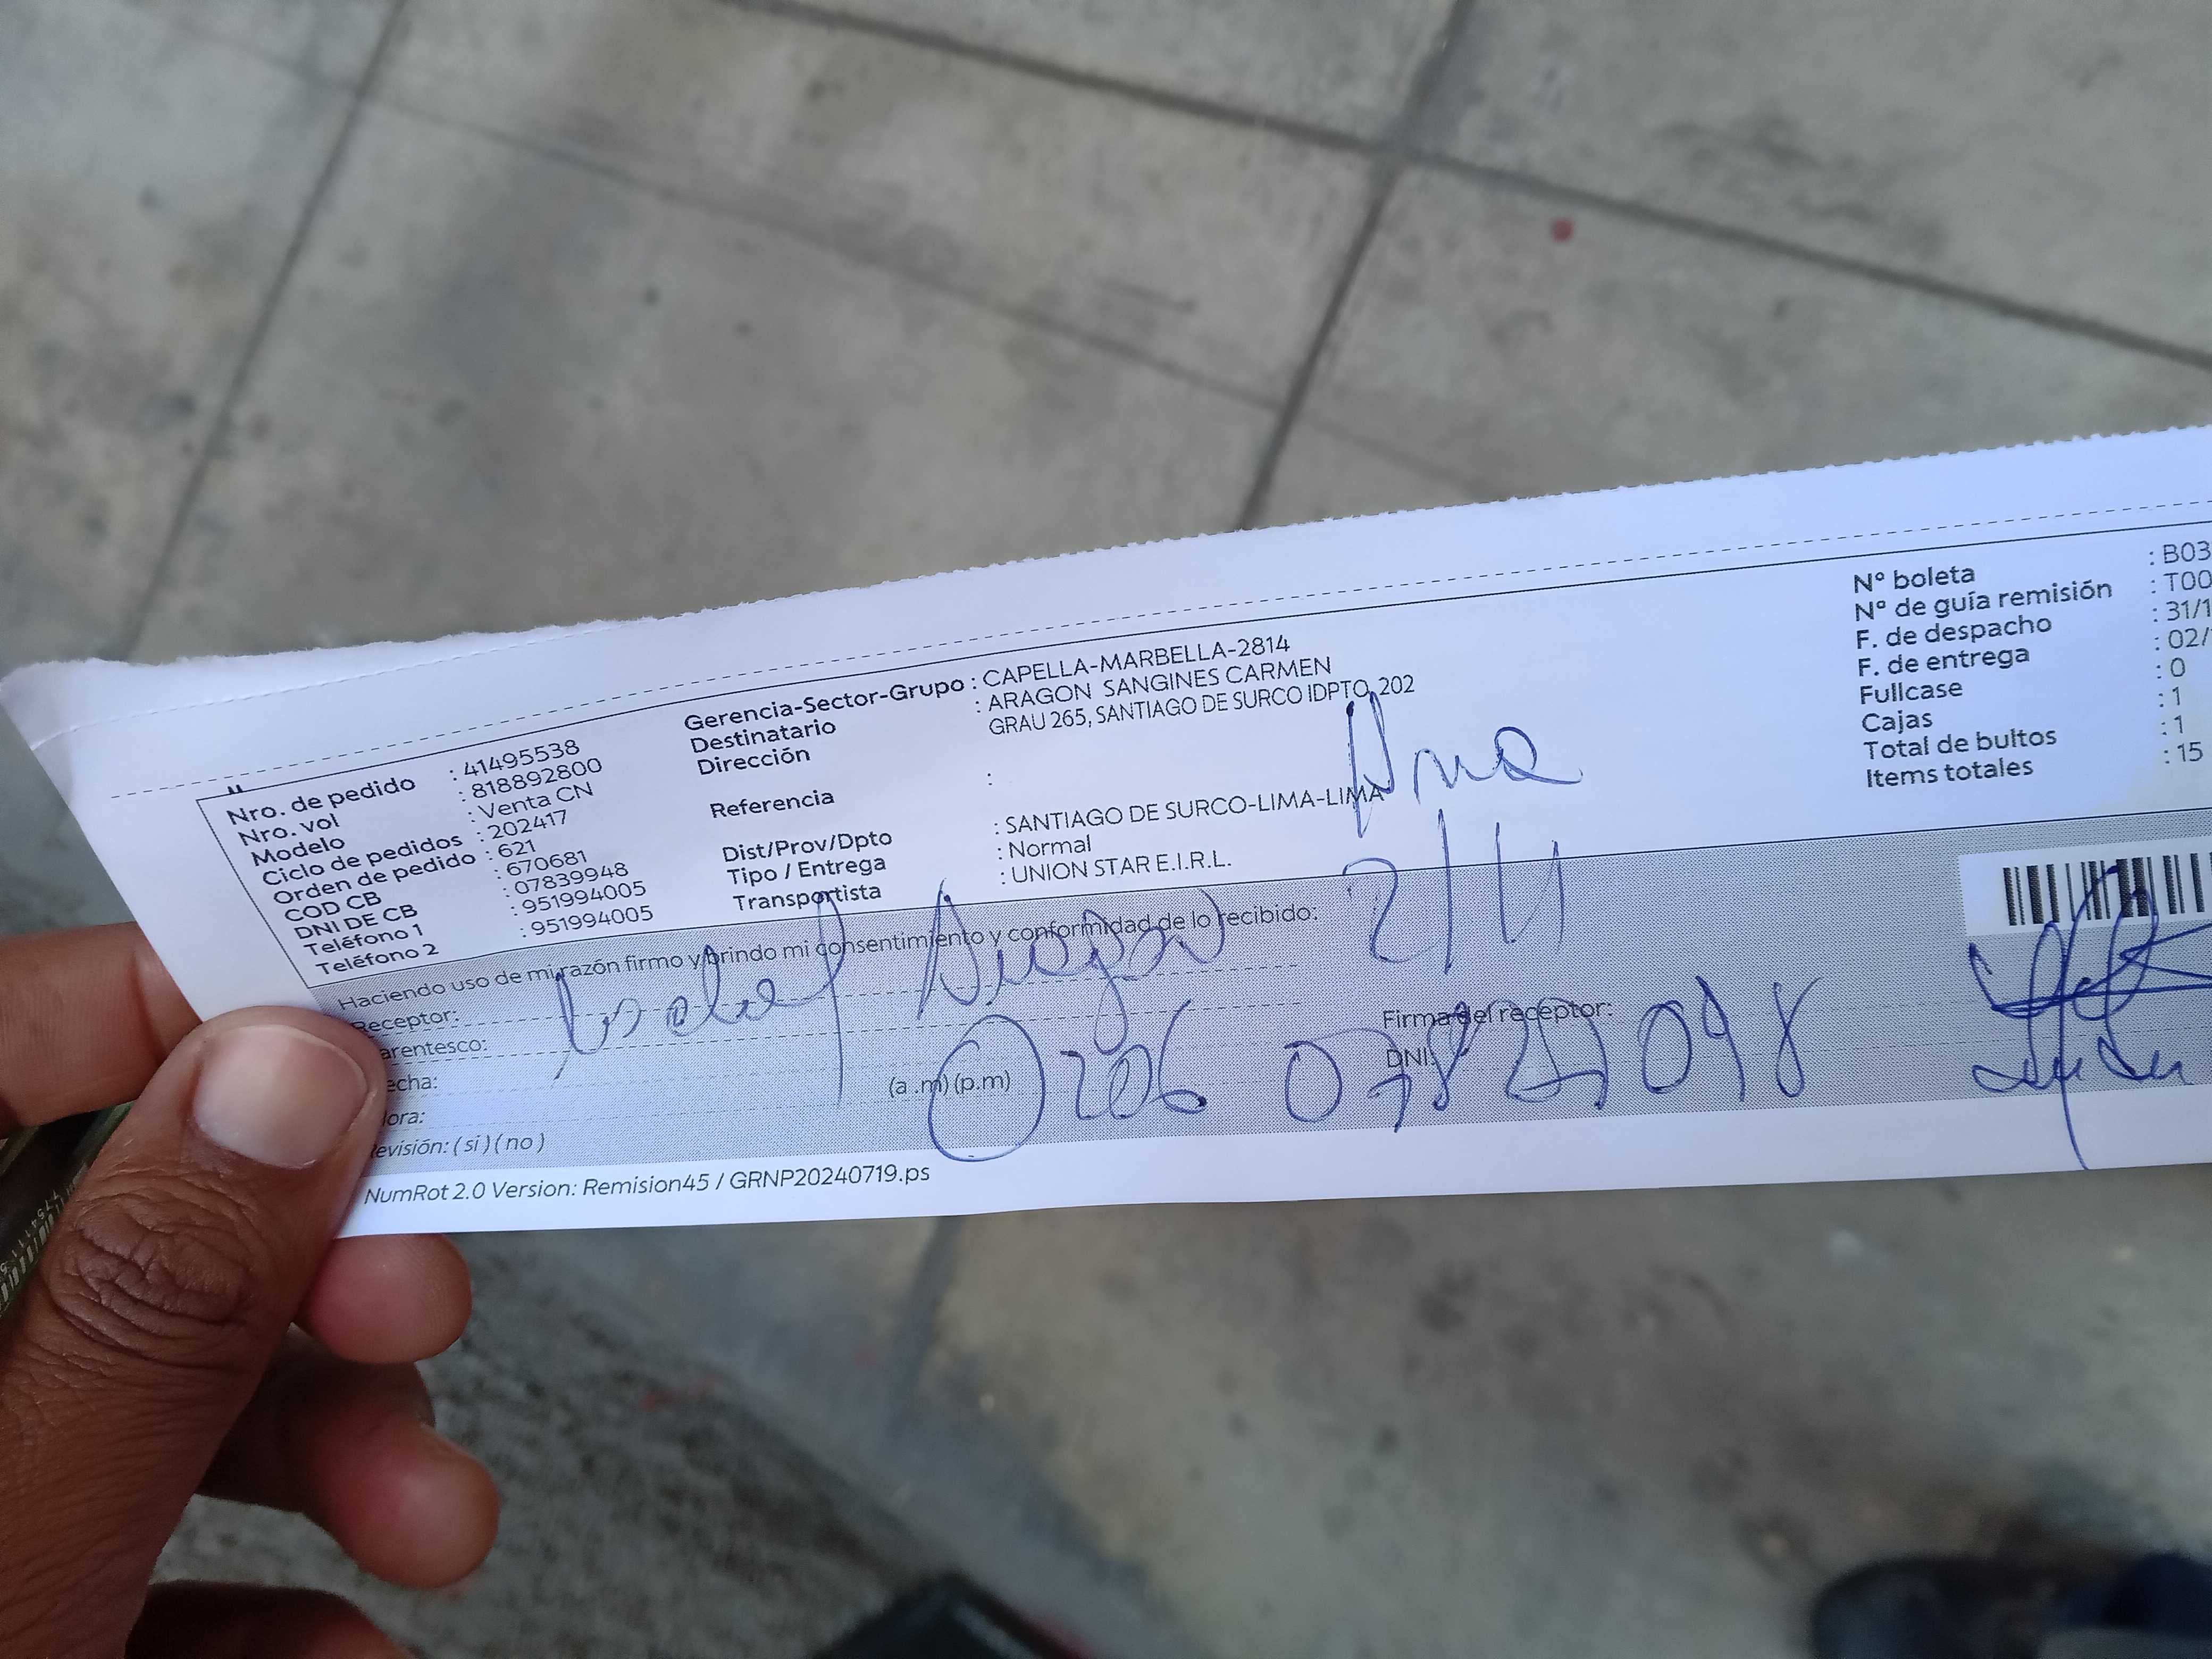 Nro. de pedido : 41495538
Nro. vol : 818892800
Modelo : Venta CN
Ciclo de pedidos : 202417
Orden de pedido : 621
COD CB : 670681
DNI DE CB : 07839948
Teléfono 1 : 951994005
Teléfono 2 : 951994005
Gerencia-Sector-Grupo : CAPELLA-MARBELLA-2814
Destinatario : ARAGON SANGINES CARMEN
Dirección GRAU 265, SANTIAGO DE SURCO IDPTO, 202
Referencia :
Dist/Prov/Dpto : SANTIAGO DE SURCO-LIMA-LIMA
Tipo / Entrega : Normal
Transportista : UNION STAR E.I.R.L.
Nº boleta : B03
Nº de guía remisión : T00
F. de despacho : 31/1
F. de entrega : 02/
Fullcase : 0
Cajas : 1
Total de bultos : 1
Items totales : 15
Ana
2/11
Haciendo uso de mi razón firmo y brindo mi consentimiento y conformidad de lo recibido:
Receptor: Isabel Aragon
arentesco:
echa:
ora: (a .m) (p.m)
evisión: ( sí ) ( no )
Firma del receptor:
DNI:
NumRot 2.0 Version: Remision45 / GRNP20240719.ps